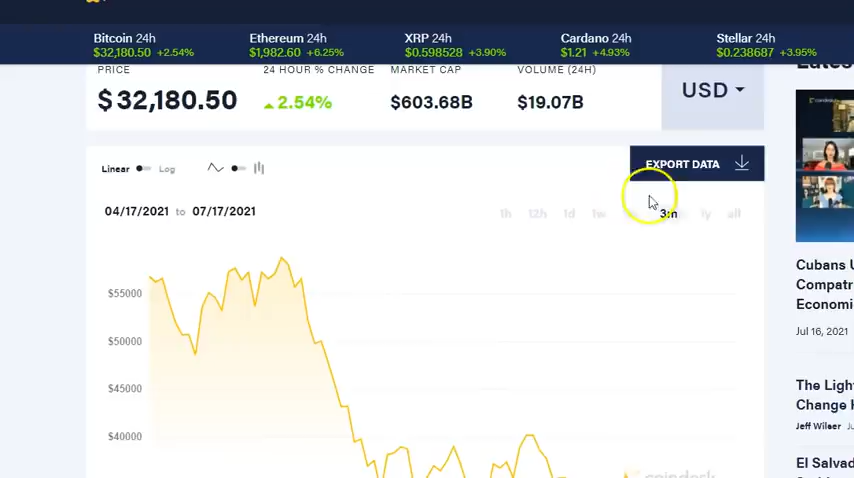 Bitcoin 24h Ethereum 24h XRP 24h Cardano 24h Stellar 24h
$32,180.50 +2.54% $1,982.60 +6.25% $0.598528 +3.90% $1.21 +4.93% $0.238687 +3.95%
PRICE 24 HOUR % CHANGE MARKET CAP VOLUME (24H)
$32,180.50 2.54% $603.68B $19.07B USD
Linear Log EXPORT DATA
04/17/2021 to 07/17/2021 1h 12h 1d 1w 3m 1y all
$55000
$50000
$45000
$40000
coindesk
Cubans U
Compatr
Economi
Jul 16, 2021
The Ligh
Change H
Jeff Wilser
El Salvad